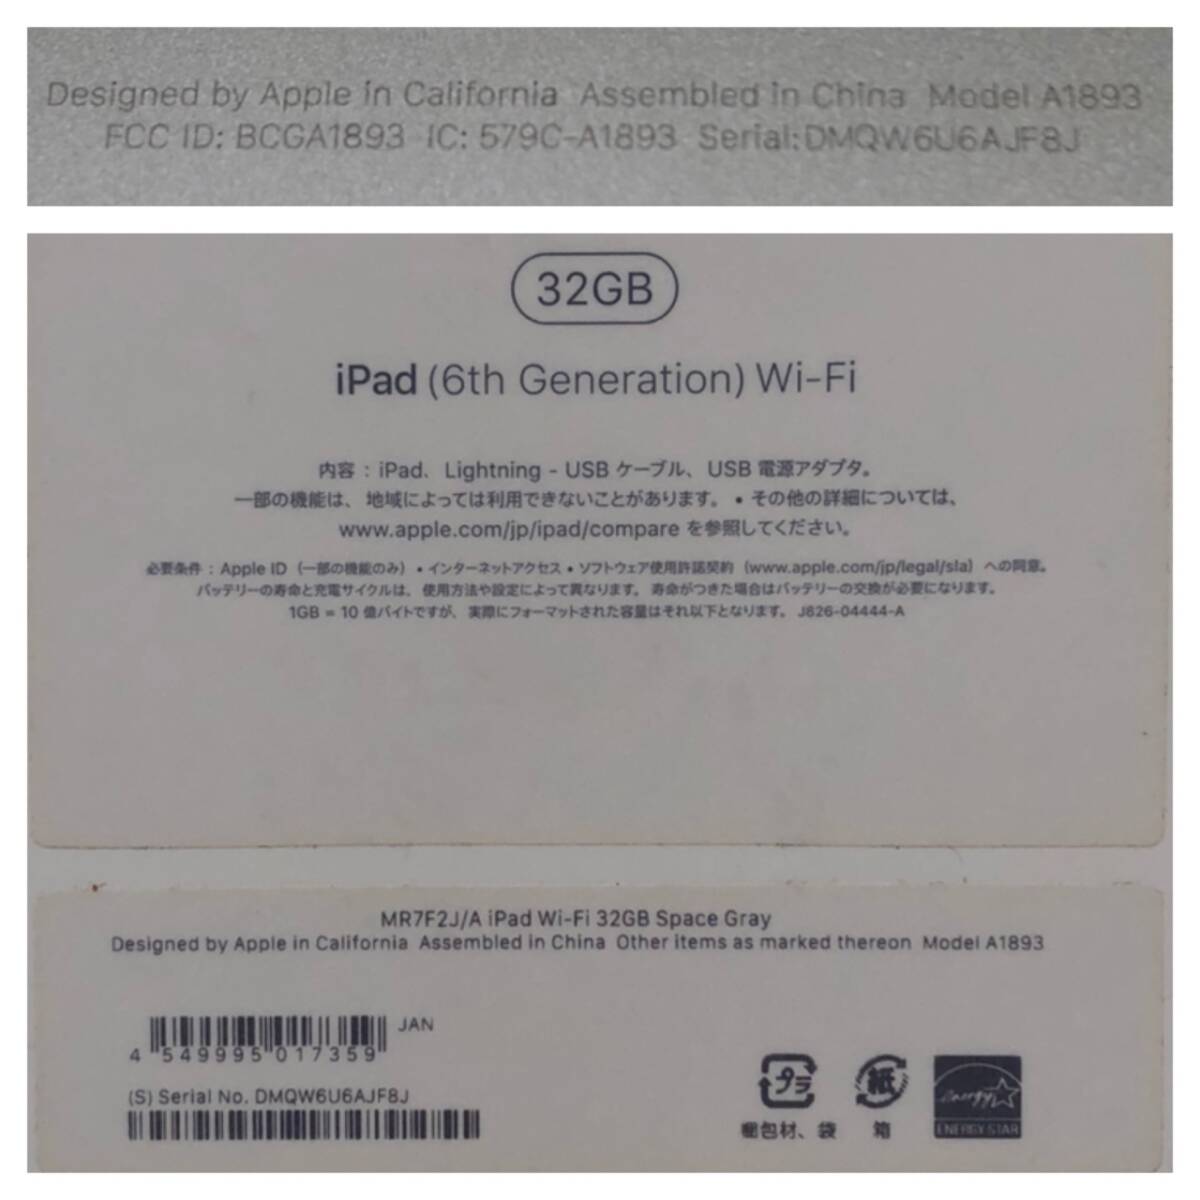 Designed by Apple in California Assembled in China Model A1893
FCC ID: BCGA1893 IC: 579C-A1893 Serial:DMQW6U6AJF8J
32GB
iPad (6th Generation) Wi-Fi
内容 : iPad、Lightning - USB ケーブル、USB 電源アダプタ。
一部の機能は、地域によっては利用できないことがあります。 • その他の詳細については、
www.apple.com/jp/ipad/compare を参照してください。
必要条件 : Apple ID（一部の機能のみ）• インターネットアクセス • ソフトウェア使用許諾契約（www.apple.com/jp/legal/sla）への同意。
バッテリーの寿命と充電サイクルは、使用方法や設定によって異なります。寿命がつきた場合はバッテリーの交換が必要になります。
1GB = 10 億バイトですが、実際にフォーマットされた容量はそれ以下となります。J626-04444-A
MR7F2J/A iPad Wi-Fi 32GB Space Gray
Designed by Apple in California Assembled in China Other items as marked thereon Model A1893
JAN
4 549995 017359
(S) Serial No. DMQW6U6AJF8J
プラ
紙
energy
ENERGY STAR
梱包材、袋
箱